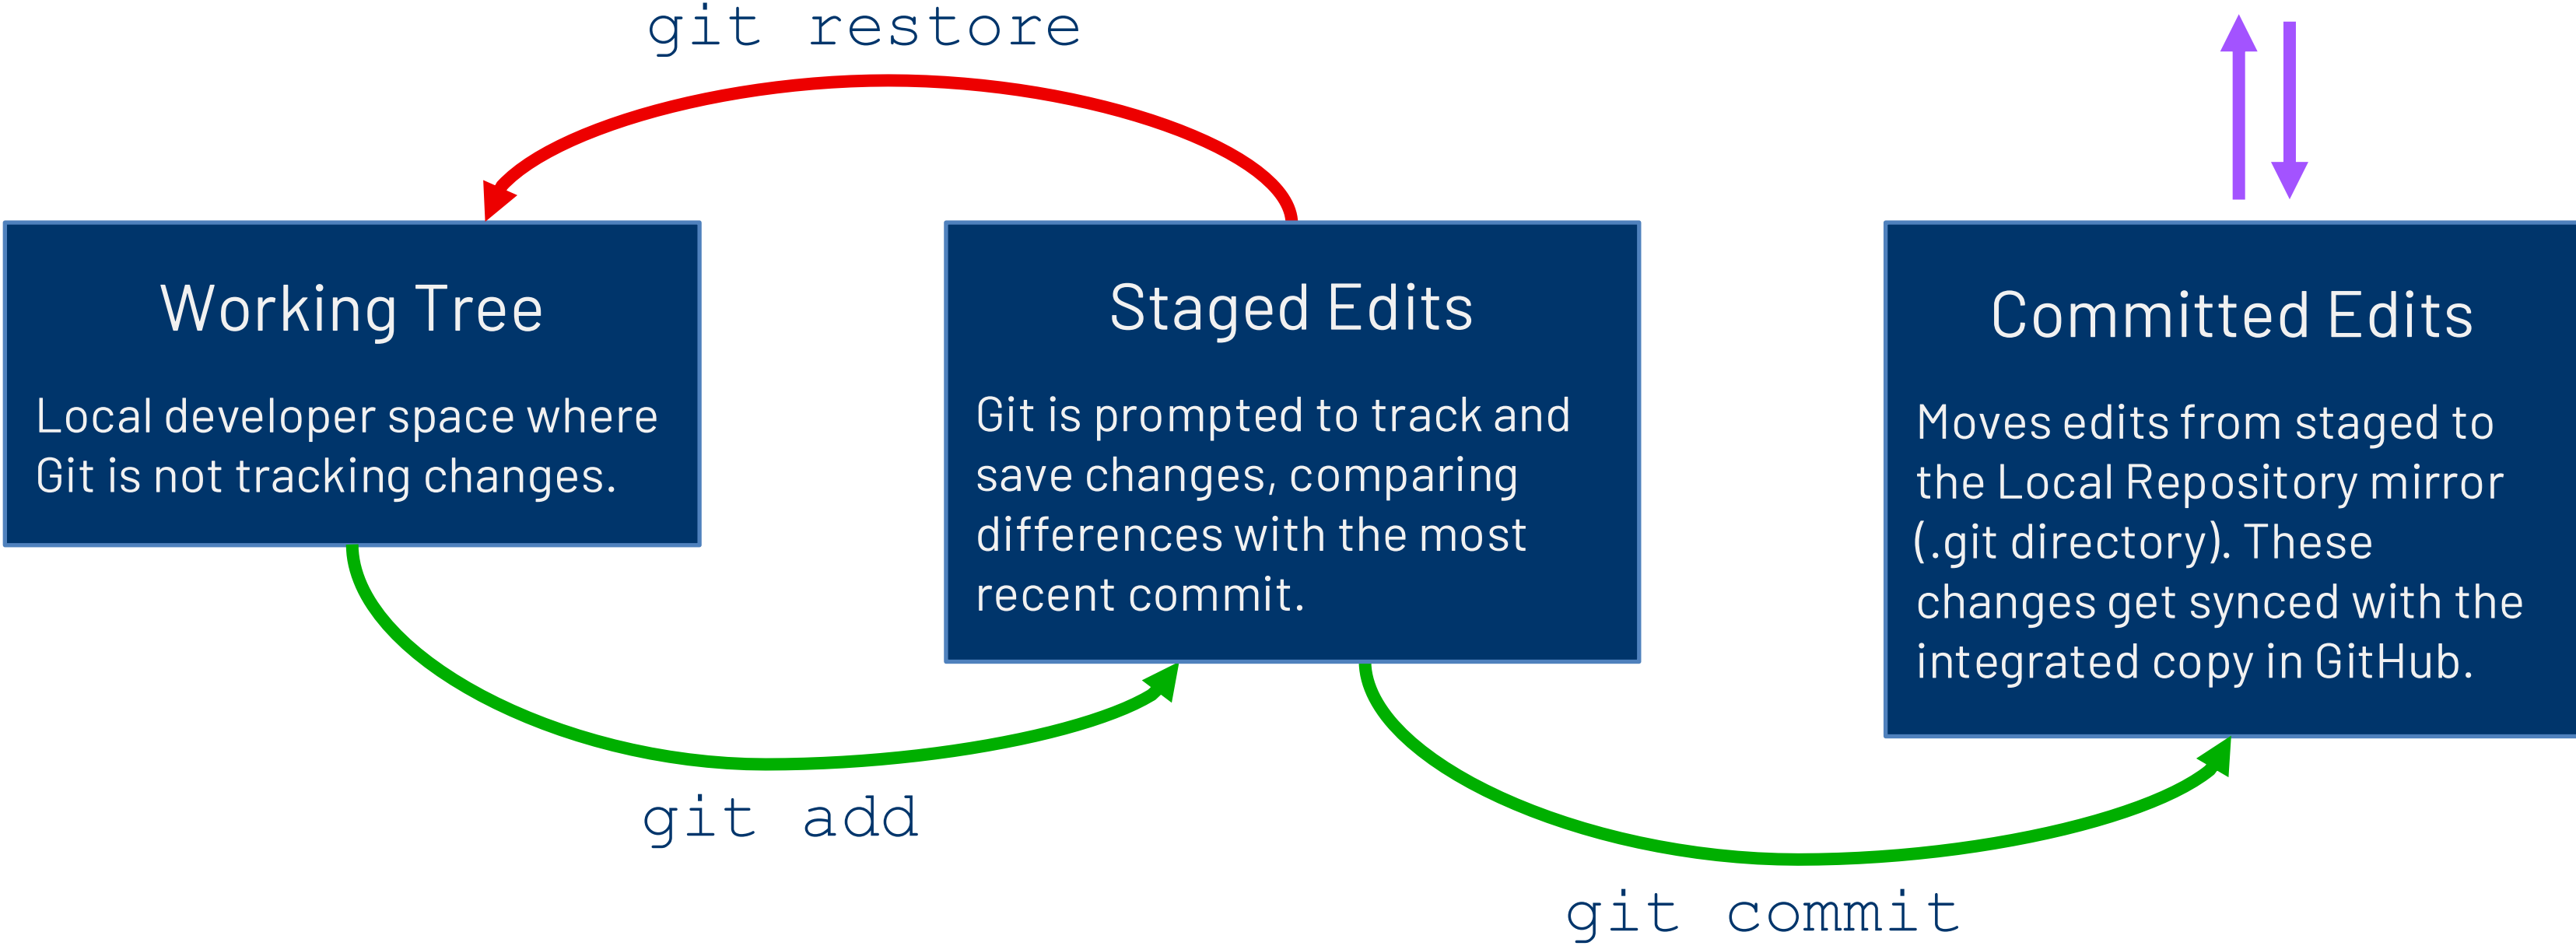 git restore
Working Tree
Local developer space where
Git is not tracking changes.
Staged Edits
Git is prompted to track and
save changes, comparing
differences with the most
recent commit.
Committed Edits
Moves edits from staged to
the Local Repository mirror
(.git directory). These
changes get synced with the
integrated copy in GitHub.
git add
git commit